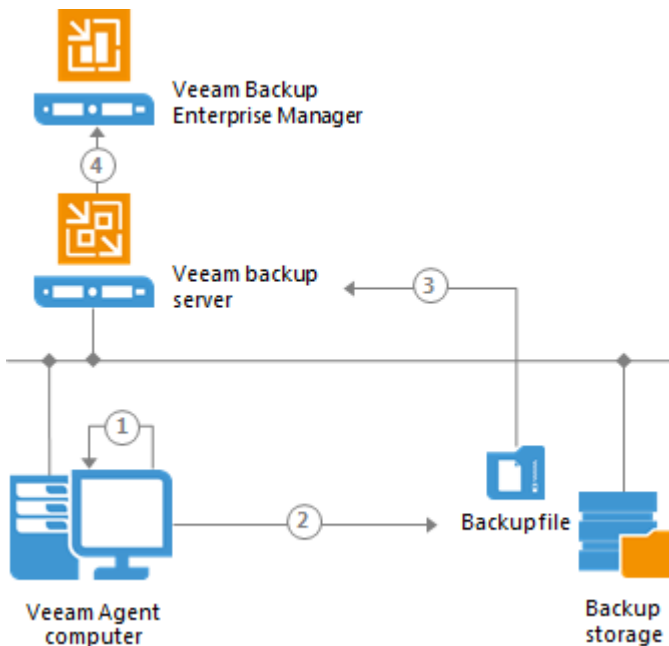 Veeam Backup
Enterprise Manager
4
Veeam backup
server
3
1
2
Backup file
Veeam Agent
computer
Backup
storage